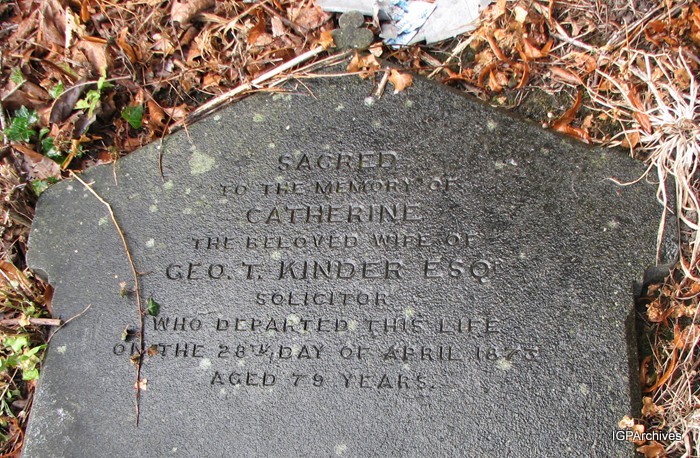 SACRED
TO THE MEMORY OF
CATHERINE
THE BELOVED WIFE OF
GEO. T. KINDER ESQ
SOLICITOR
WHO DEPARTED THIS LIFE
ON THE 28TH DAY OF APRIL 1873
AGED 79 YEARS.
IGPArchives